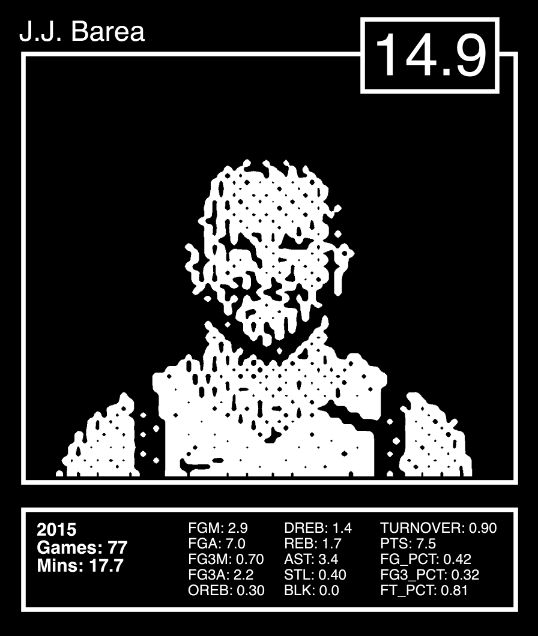 J.J. Barea
14.9
2015
Games: 77
Mins: 17.7
FGM: 2.9
FGA: 7.0
FG3M: 0.70
FG3A: 2.2
OREB: 0.30
DREB: 1.4
REB: 1.7
AST: 3.4
STL: 0.40
BLK: 0.0
TURNOVER: 0.90
PTS: 7.5
FG_PCT: 0.42
FG3_PCT: 0.32
FT_PCT: 0.81